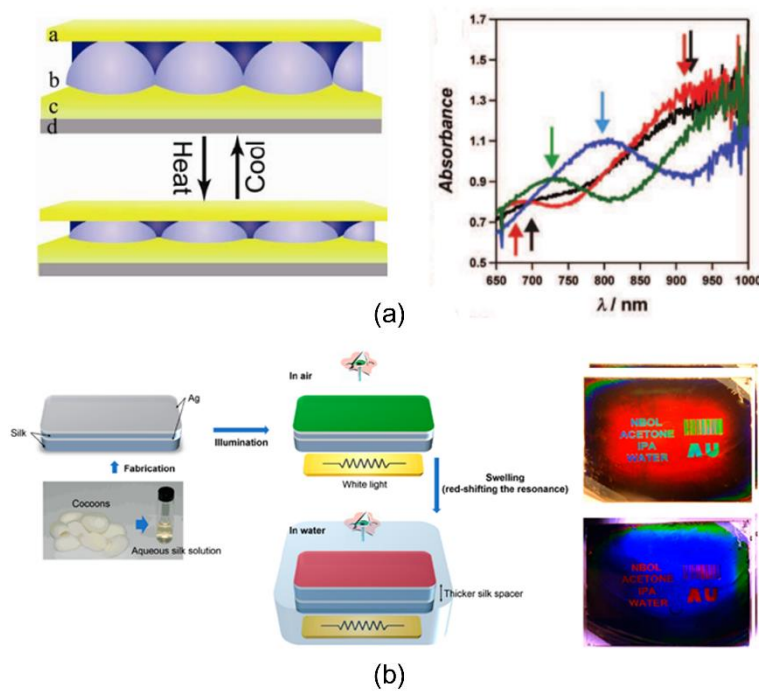 a
b
c
d
Heat
Cool
Absorbance
1.7
1.5
1.3
1.1
0.9
0.7
0.5
650 700 750 800 850 900 950 1000
λ / nm
(a)
Silk
Ag
Fabrication
Cocoons
Aqueous silk solution
Illumination
In air
White light
Swelling
(red-shifting the resonance)
In water
Thicker silk spacer
NBOL
ACETONE
IPA
WATER
AU
NBOL
ACETONE
IPA
WATER
AU
(b)